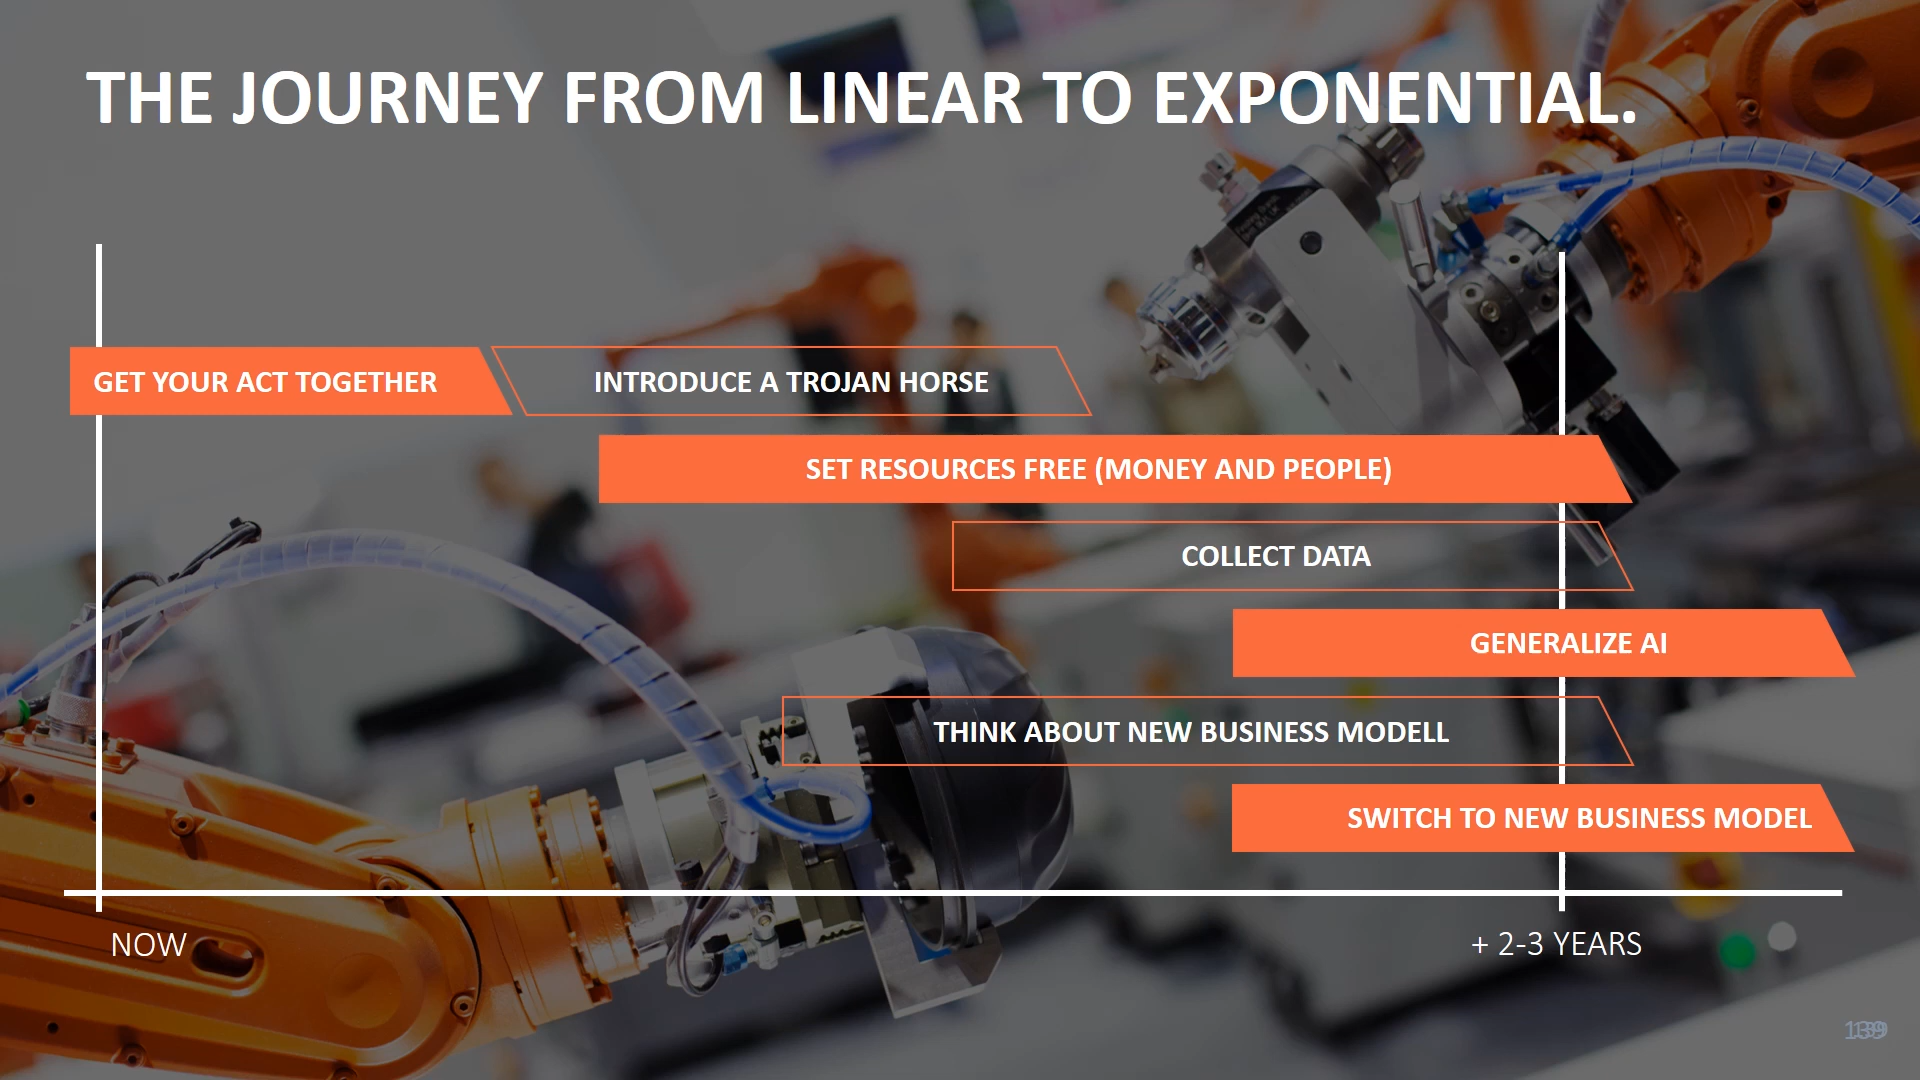 THE JOURNEY FROM LINEAR TO EXPONENTIAL.
GET YOUR ACT TOGETHER
INTRODUCE A TROJAN HORSE
SET RESOURCES FREE (MONEY AND PEOPLE)
COLLECT DATA
GENERALIZE AI
THINK ABOUT NEW BUSINESS MODELL
SWITCH TO NEW BUSINESS MODEL
NOW
+ 2-3 YEARS